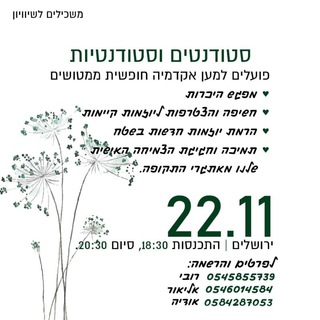 משכילים לשיוויון
סטודנטים וסטודנטיות
פועלים למען אקדמיה חופשית ממטושים
♥ מפגש היכרות
♥ חשיפה והצטרפות ליוזמות קיימות
♥ הרמת יוזמות חדשות בשטח
♥ תמיכה וחגיגת הצמיחה האישית
שלנו מאתגרי התקופה.
22.11
ירושלים | התכנסות 18:30, סיום 20:30.
לפרטים והרשמה:
0545855739 רובי
0546014584 אליאור
0584287053 אודיה